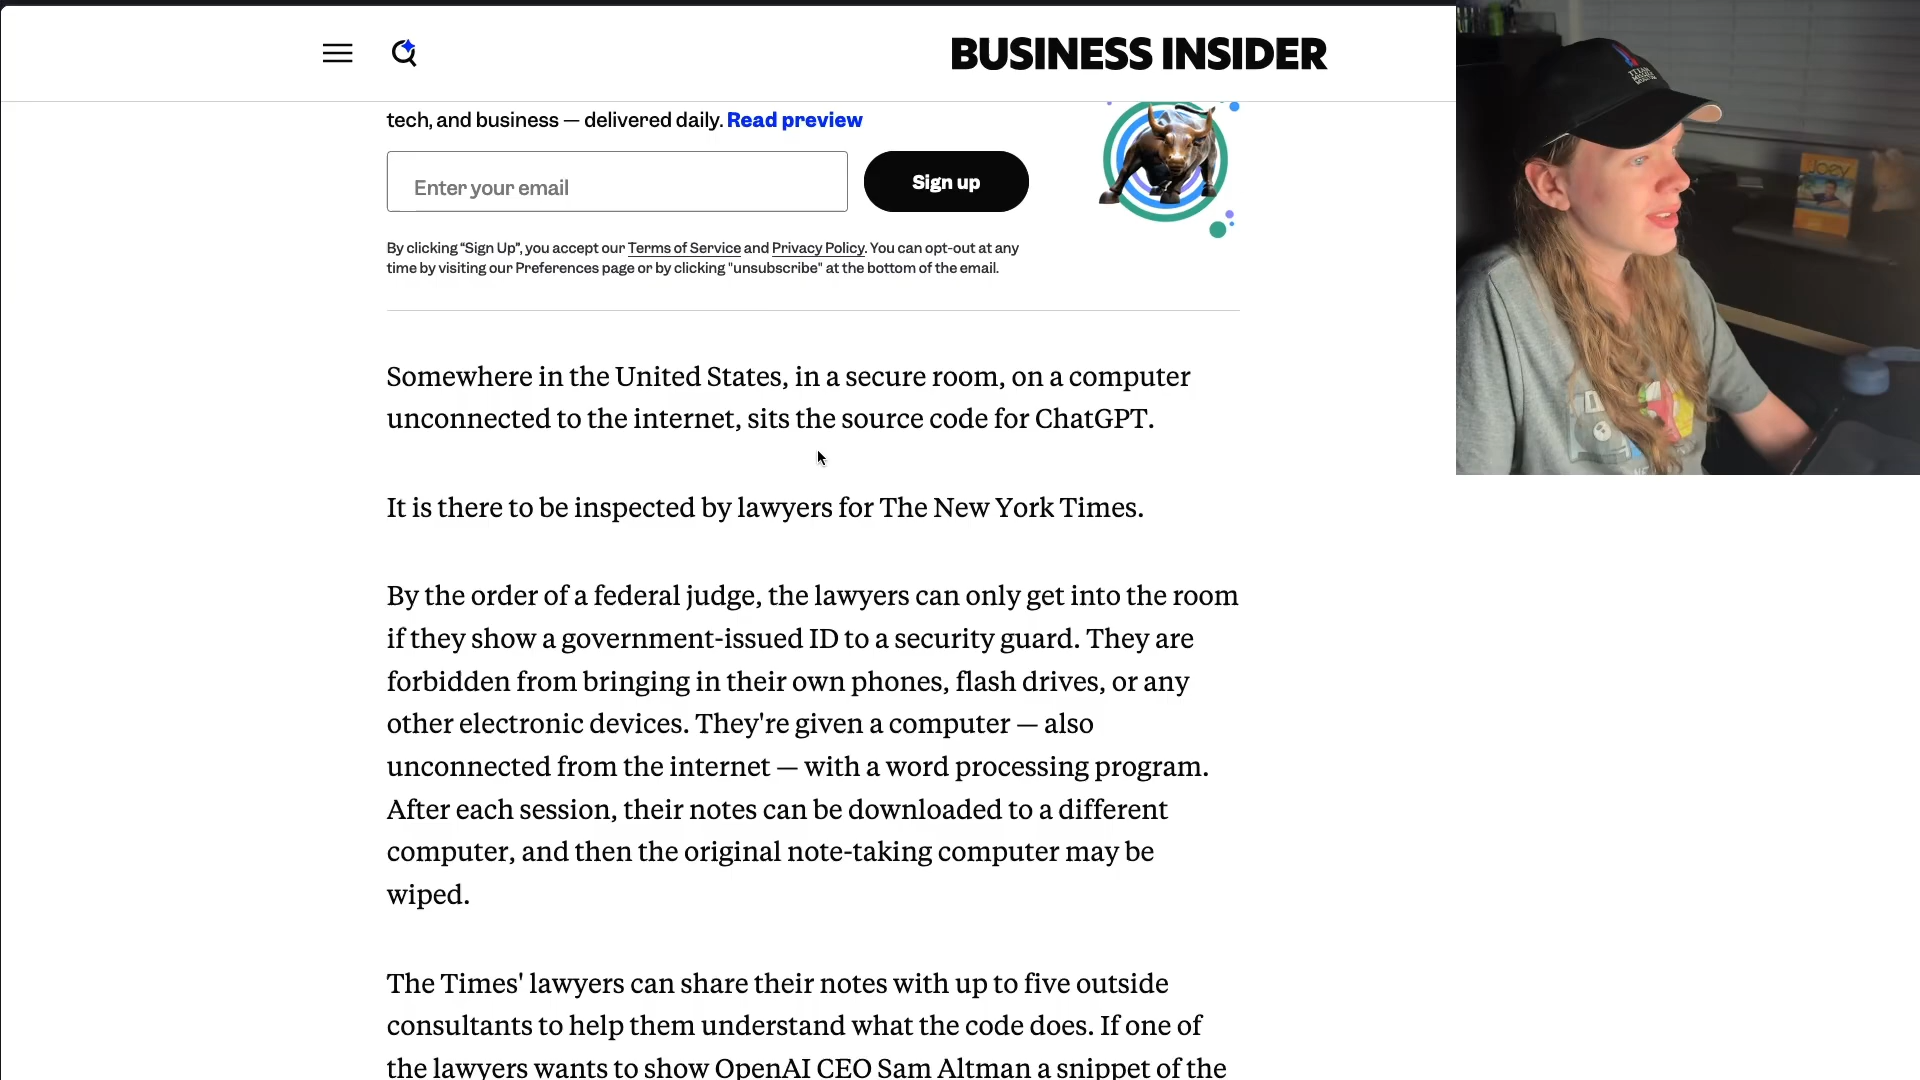 BUSINESS INSIDER
tech, and business — delivered daily. Read preview
Enter your email
Sign up
By clicking “Sign Up”, you accept our Terms of Service and Privacy Policy. You can opt-out at any
time by visiting our Preferences page or by clicking "unsubscribe" at the bottom of the email.
Somewhere in the United States, in a secure room, on a computer
unconnected to the internet, sits the source code for ChatGPT.
It is there to be inspected by lawyers for The New York Times.
By the order of a federal judge, the lawyers can only get into the room
if they show a government-issued ID to a security guard. They are
forbidden from bringing in their own phones, flash drives, or any
other electronic devices. They're given a computer — also
unconnected from the internet — with a word processing program.
After each session, their notes can be downloaded to a different
computer, and then the original note-taking computer may be
wiped.
The Times' lawyers can share their notes with up to five outside
consultants to help them understand what the code does. If one of
the lawyers wants to show OpenAI CEO Sam Altman a snippet of the
Joey